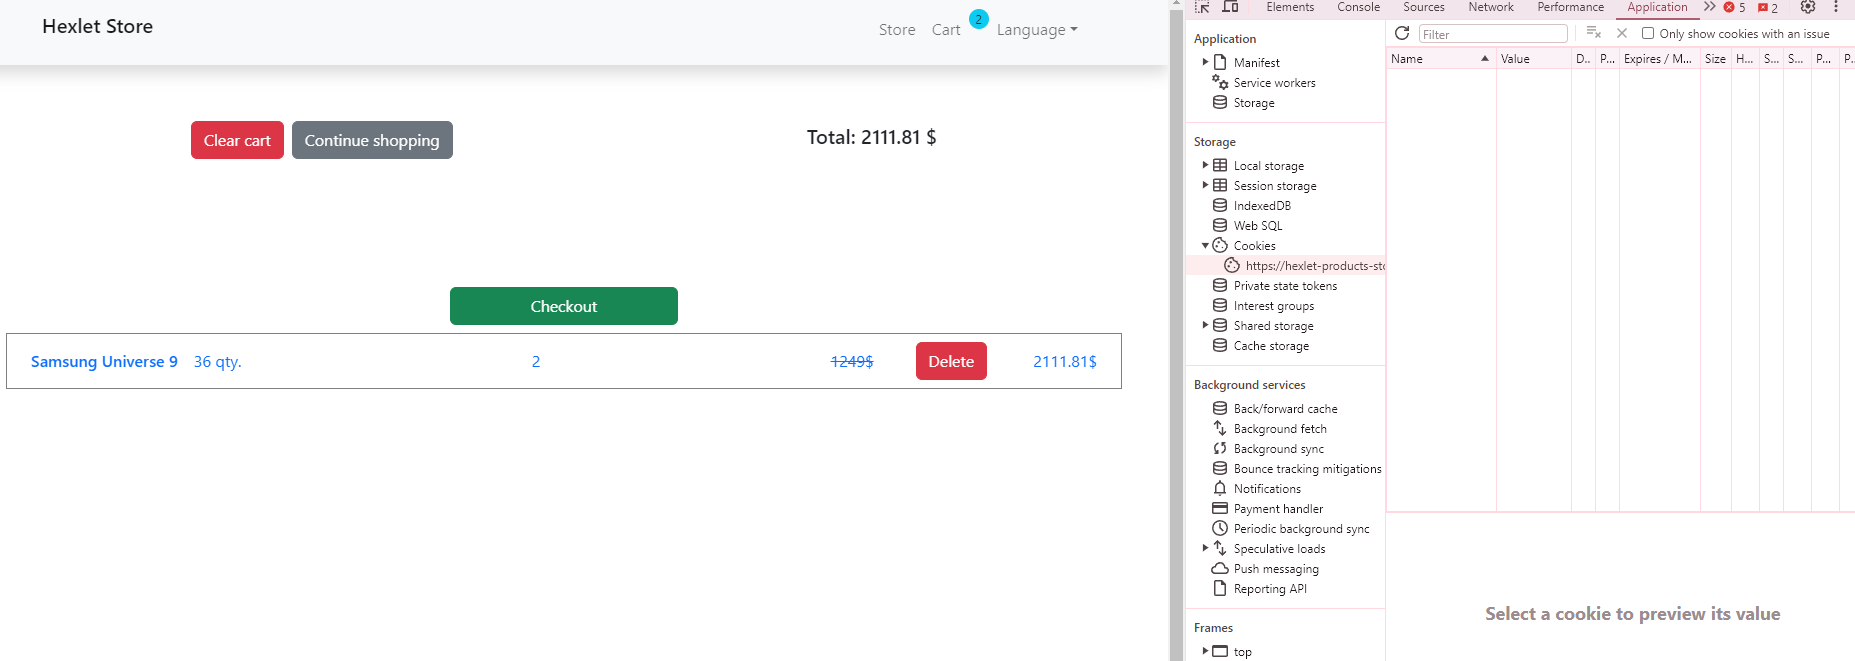 Hexlet Store
Store Cart 2 Language
Clear cart Continue shopping Total: 2111.81 $
Checkout
Samsung Universe 9 36 qty. 2 1249$ Delete 2111.81$
Elements Console Sources Network Performance Application 5 2
Application
Manifest
Service workers
Storage
Storage
Local storage
Session storage
IndexedDB
Web SQL
Cookies
https://hexlet-products-sto
Private state tokens
Interest groups
Shared storage
Cache storage
Background services
Back/forward cache
Background fetch
Background sync
Bounce tracking mitigations
Notifications
Payment handler
Periodic background sync
Speculative loads
Push messaging
Reporting API
Frames
top
Filter Only show cookies with an issue
Name Value D.. P... Expires / M... Size H... S... S... P... P..
Select a cookie to preview its value